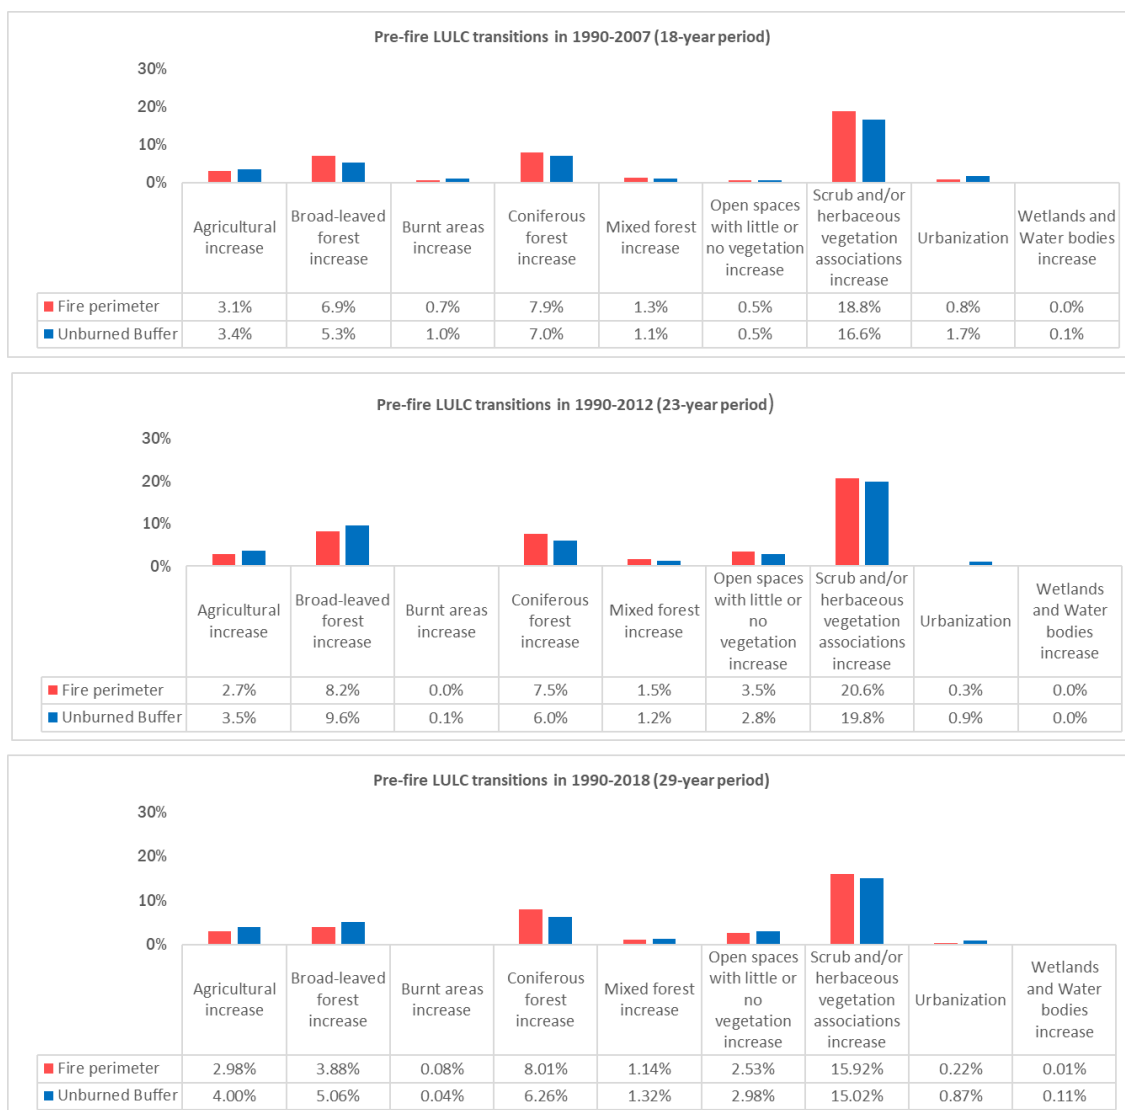 Pre-fire LULC transitions in 1990-2007 (18-year period)
30%
20%
10%
0%
Agricultural
increase
Broad-leaved
forest
increase
Burnt areas
increase
Coniferous
forest increase
Mixed forest
increase
Open spaces
with little or
no vegetation
increase
Scrub and/or
herbaceous
vegetation
associations
increase
Urbanization
Wetlands and
Water bodies
increase
Fire perimeter 3.1% 6.9% 0.7% 7.9% 1.3% 0.5% 18.8% 0.8% 0.0%
Unburned Buffer 3.4% 5.3% 1.0% 7.0% 1.1% 0.5% 16.6% 1.7% 0.1%
Pre-fire LULC transitions in 1990-2012 (23-year period)
30%
20%
10%
0%
Agricultural
increase
Broad-leaved
forest increase
Burnt areas
increase
Coniferous
forest increase
Mixed forest
increase
Open spaces
with little or
no
vegetation
increase
Scrub and/or
herbaceous
vegetation
associations
increase
Urbanization
Wetlands
and Water
bodies
increase
Fire perimeter 2.7% 8.2% 0.0% 7.5% 1.5% 3.5% 20.6% 0.3% 0.0%
Unburned Buffer 3.5% 9.6% 0.1% 6.0% 1.2% 2.8% 19.8% 0.9% 0.0%
Pre-fire LULC transitions in 1990-2018 (29-year period)
30%
20%
10%
0%
Agricultural
increase
Broad-leaved
forest
increase
Burnt areas
increase
Coniferous
forest
increase
Mixed forest
increase
Open spaces
with little or
no
vegetation
increase
Scrub and/or
herbaceous
vegetation
associations
increase
Urbanization
Wetlands
and Water
bodies
increase
Fire perimeter 2.98% 3.88% 0.08% 8.01% 1.14% 2.53% 15.92% 0.22% 0.01%
Unburned Buffer 4.00% 5.06% 0.04% 6.26% 1.32% 2.98% 15.02% 0.87% 0.11%